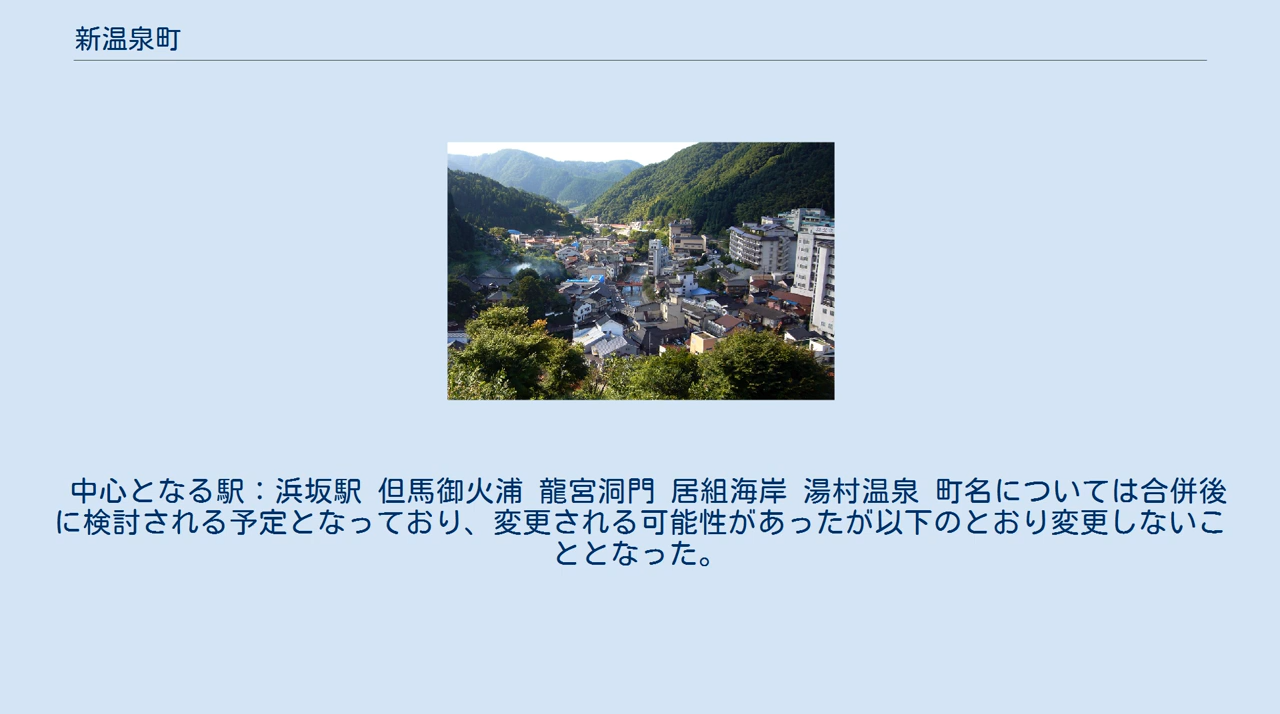 新温泉町
中心となる駅：浜坂駅 但馬御火浦 龍宮洞門 居組海岸 湯村温泉 町名については合併後
に検討される予定となっており、変更される可能性があったが以下のとおり変更しないこ
ととなった。